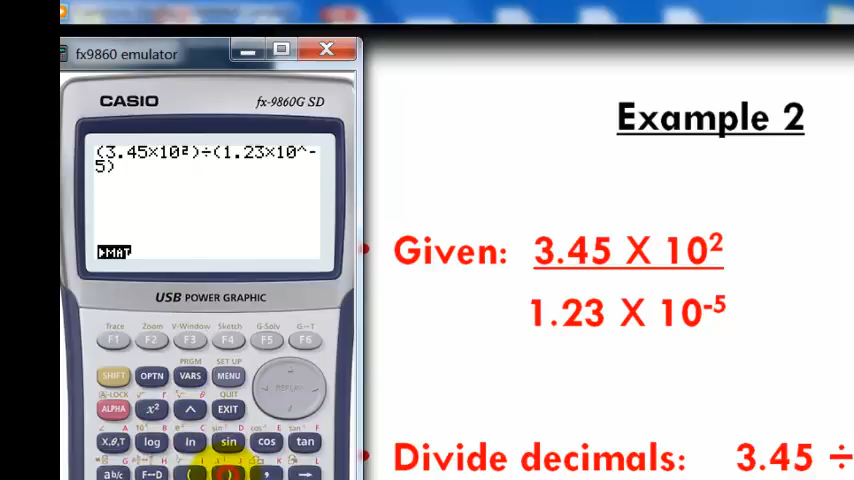 fx9860 emulator
CASIO
fx-9860G SD
(3.45×10²)÷(1.23×10^-
5)
▶MAT
USB POWER GRAPHIC
Trace Zoom V-Window Sketch G-Solv G↔T
F1 F2 F3 F4 F5 F6
PRGM SET UP
SHIFT OPTN VARS MENU
REPLAY
A-LOCK QUIT
ALPHA x² ^ EXIT
X,θ,T log ln sin cos tan
a b/c F↔D ( ) , →
Example 2
• Given: 3.45 X 10²
1.23 X 10⁻⁵
• Divide decimals: 3.45 ÷